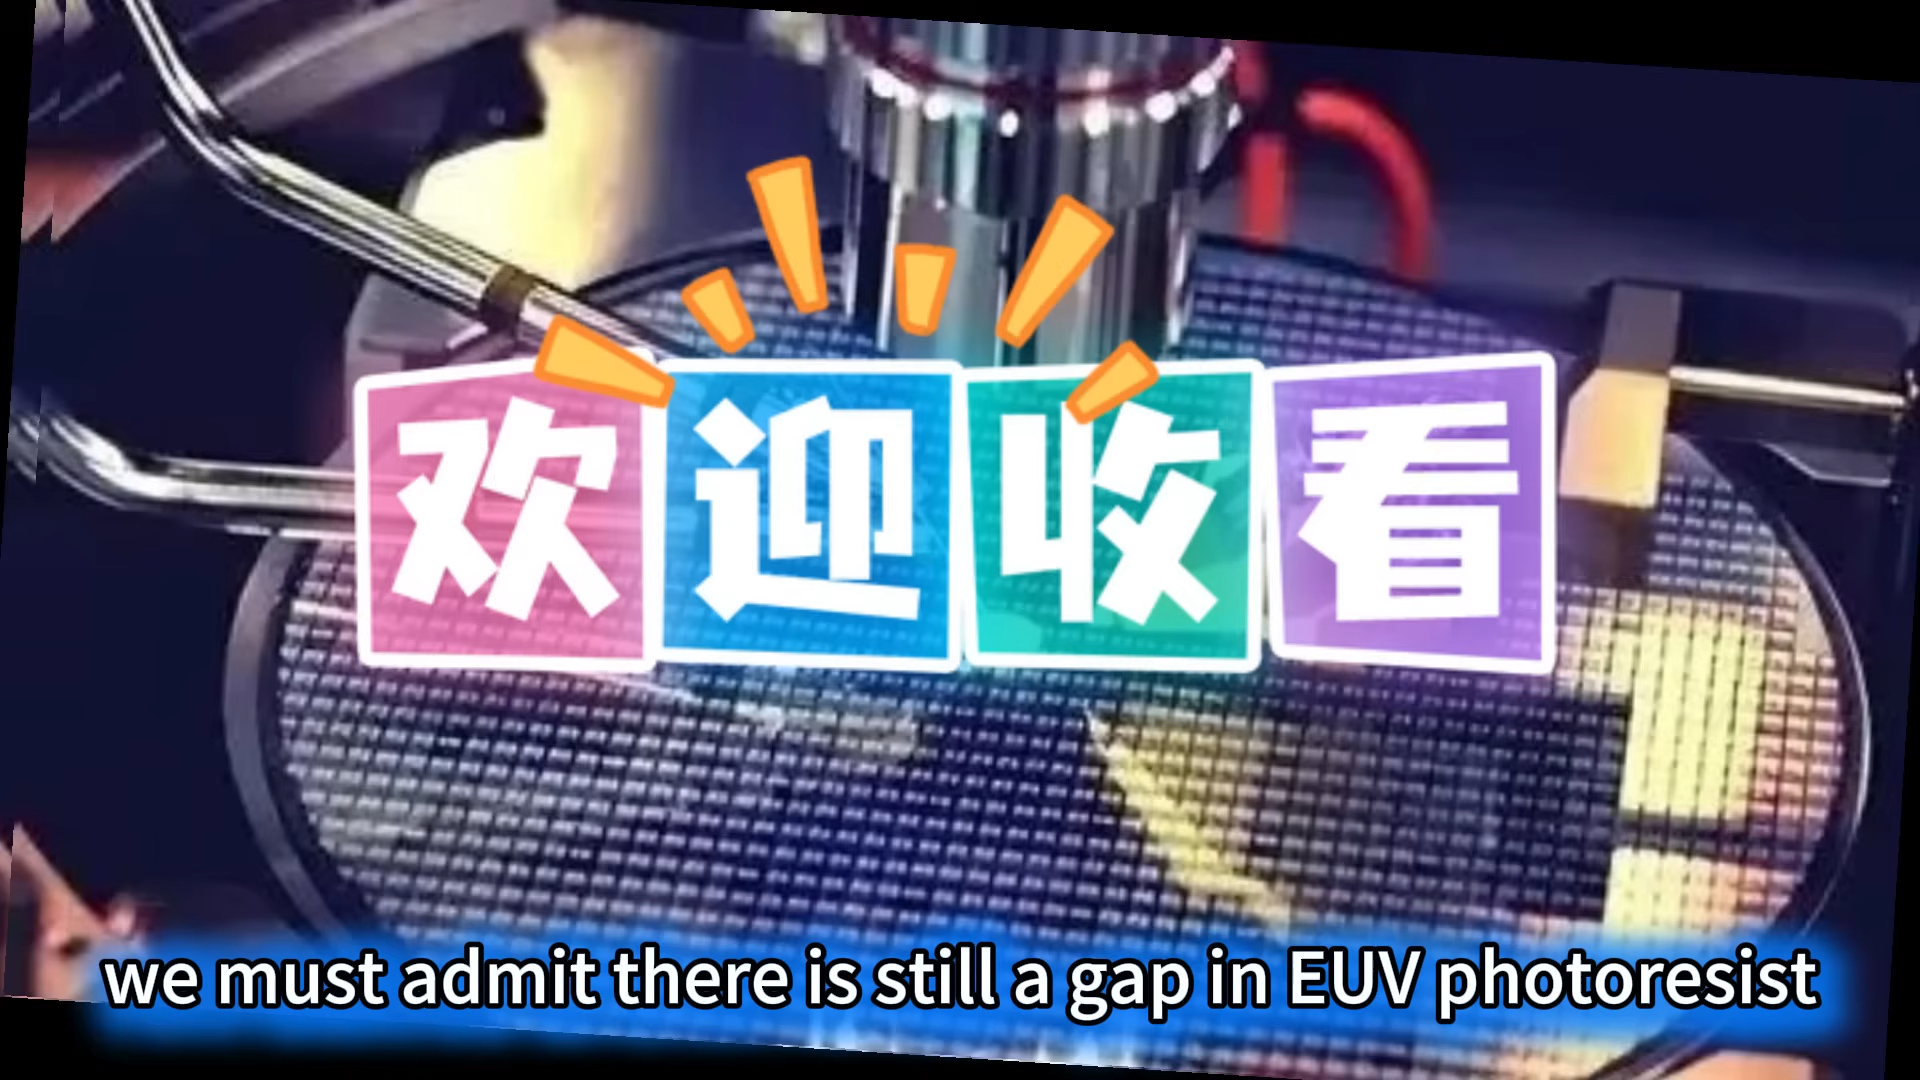 欢迎收看
we must admit there is still a gap in EUV photoresist